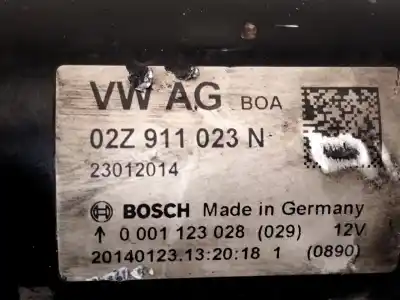 VW AG BOA
02Z 911 023 N
23012014
BOSCH Made in Germany
↑ 0 001 123 028 (029) 12V
20140123.13:20:18 1 (0890)